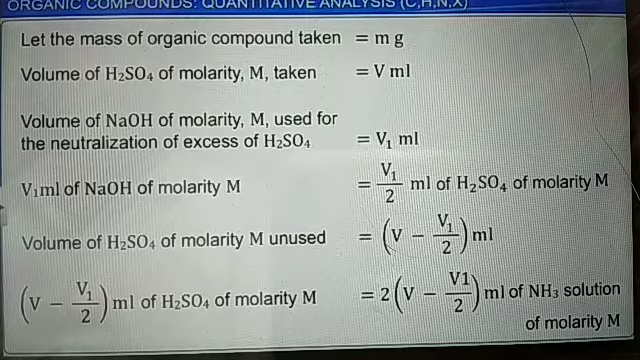 ORGANIC COMPOUNDS: QUANTITATIVE ANALYSIS (C,H,N,X)
Let the mass of organic compound taken = m g
Volume of H₂SO₄ of molarity, M, taken = V ml
Volume of NaOH of molarity, M, used for
the neutralization of excess of H₂SO₄ = V₁ ml
V₁ml of NaOH of molarity M = V₁/2 ml of H₂SO₄ of molarity M
Volume of H₂SO₄ of molarity M unused = (V − V₁/2) ml
(V − V₁/2) ml of H₂SO₄ of molarity M = 2(V − V1/2) ml of NH₃ solution
of molarity M